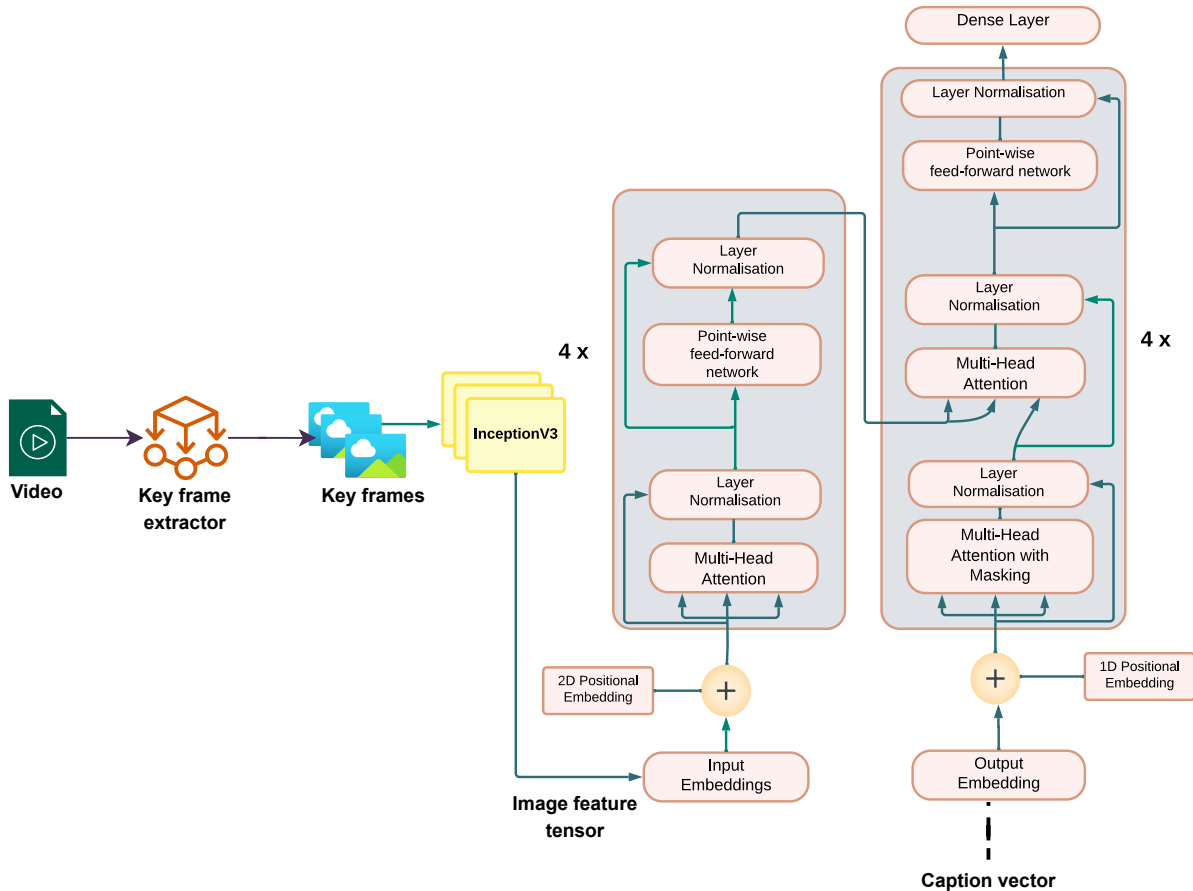 Dense Layer
Layer Normalisation
Point-wise
feed-forward network
Layer
Normalisation
Multi-Head
Attention
4 x
Layer
Normalisation
Multi-Head
Attention with
Masking
1D Positional
Embedding
+
Output
Embedding
Caption vector
Layer
Normalisation
Point-wise
feed-forward
network
4 x
Layer
Normalisation
Multi-Head
Attention
2D Positional
Embedding
+
Input
Embeddings
Image feature
tensor
InceptionV3
Video
Key frame
extractor
Key frames